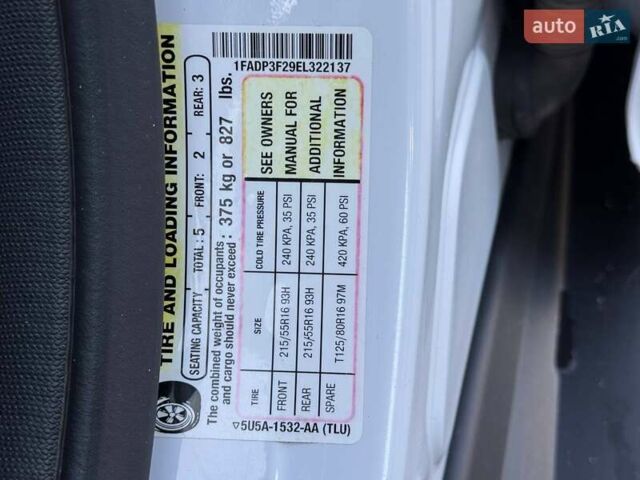 auto RIA .com
TIRE AND LOADING INFORMATION
SEATING CAPACITY TOTAL: 5 FRONT: 2 REAR: 3
The combined weight of occupants
and cargo should never exceed: 375 kg or 827 lbs.
TIRE SIZE COLD TIRE PRESSURE SEE OWNERS
FRONT 215/55R16 93H 240 KPA, 35 PSI MANUAL FOR
REAR 215/55R16 93H 240 KPA, 35 PSI ADDITIONAL
SPARE T125/80R16 97M 420 KPA, 60 PSI INFORMATION
▽5U5A-1532-AA (TLU) 1FADP3F29EL322137